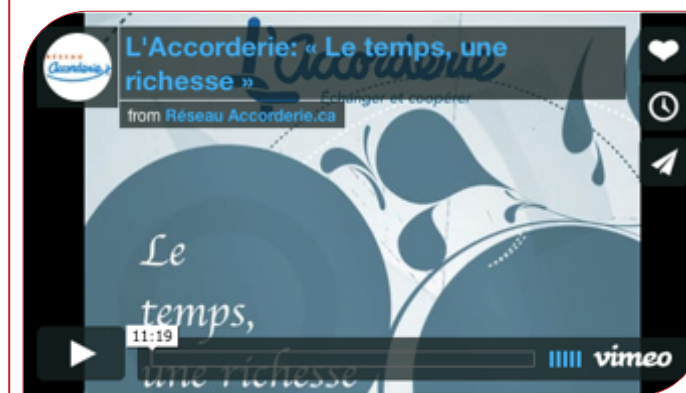 RÉSEAU
Accorderie
L'Accorderie: « Le temps, une
richesse »
from Réseau Accorderie.ca
L'accorderie
Échanger et coopérer
Le
temps,
une richesse
11:19
vimeo